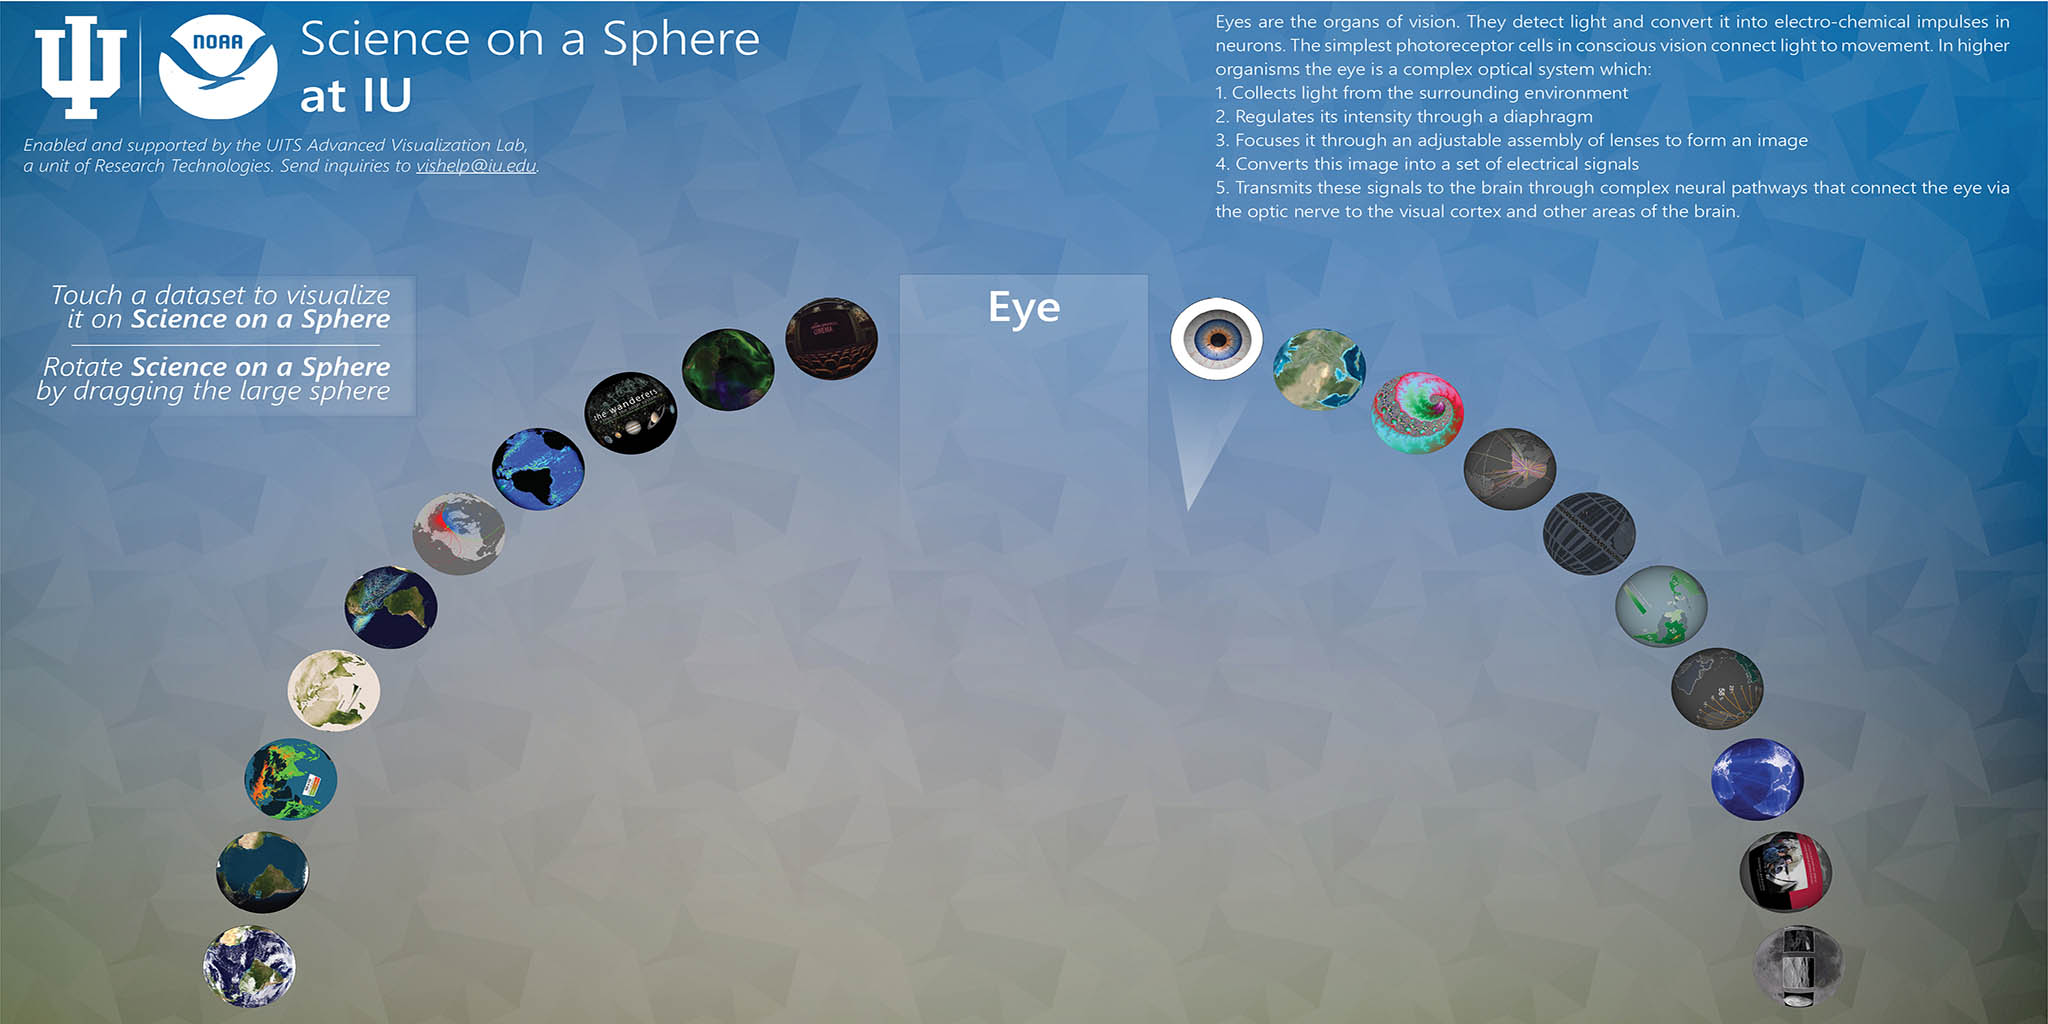 NOAA
Science on a Sphere
at IU
Enabled and supported by the UITS Advanced Visualization Lab,
a unit of Research Technologies. Send inquiries to vishelp@iu.edu.
Eyes are the organs of vision. They detect light and convert it into electro-chemical impulses in
neurons. The simplest photoreceptor cells in conscious vision connect light to movement. In higher
organisms the eye is a complex optical system which:
1. Collects light from the surrounding environment
2. Regulates its intensity through a diaphragm
3. Focuses it through an adjustable assembly of lenses to form an image
4. Converts this image into a set of electrical signals
5. Transmits these signals to the brain through complex neural pathways that connect the eye via
the optic nerve to the visual cortex and other areas of the brain.
Touch a dataset to visualize
it on Science on a Sphere
Rotate Science on a Sphere
by dragging the large sphere
Eye
the wanderers
CINEMA